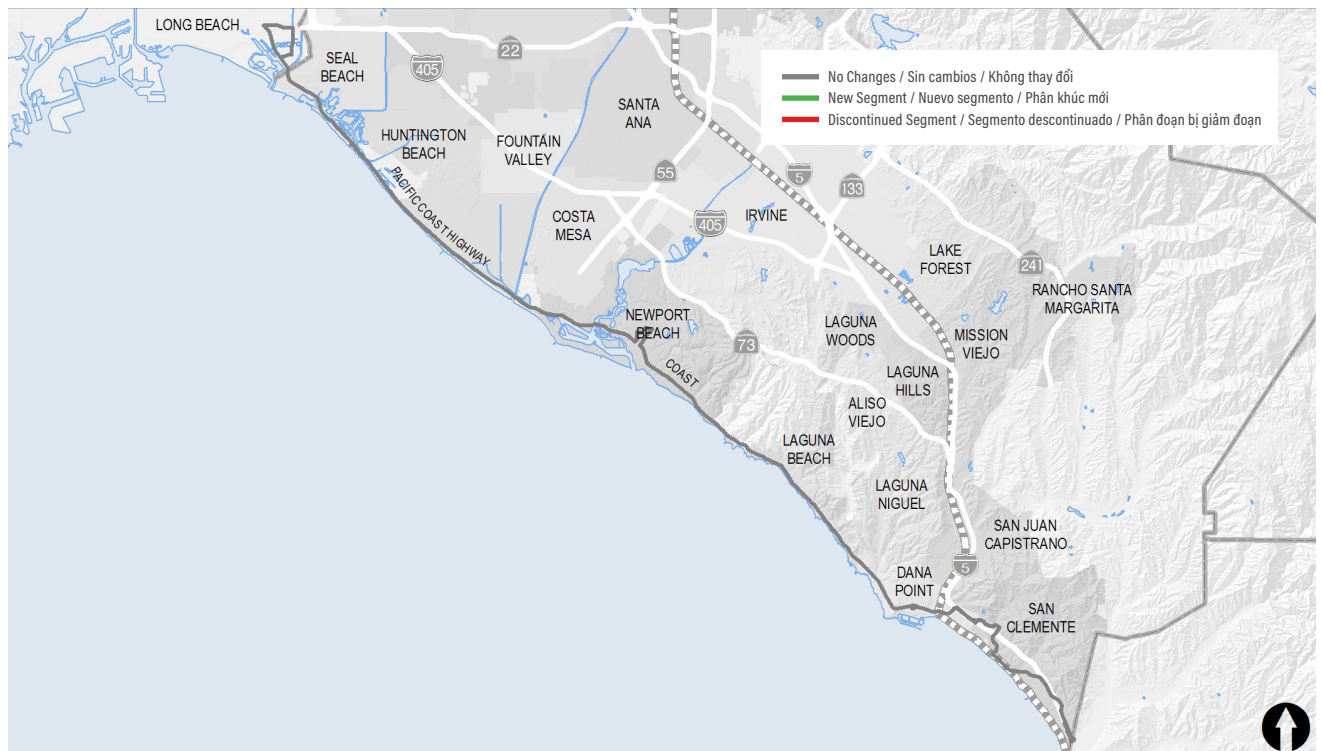 LONG BEACH
SEAL
BEACH
22
405
No Changes / Sin cambios / Không thay đổi
New Segment / Nuevo segmento / Phân khúc mới
Discontinued Segment / Segmento descontinuado / Phân đoạn bị giảm đoạn
SANTA
ANA
HUNTINGTON
BEACH
FOUNTAIN
VALLEY
55
5
133
PACIFIC COAST HIGHWAY
COSTA
MESA
405
IRVINE
LAKE
FOREST
241
RANCHO SANTA
MARGARITA
NEWPORT
BEACH
73
LAGUNA
WOODS
MISSION
VIEJO
COAST
LAGUNA
HILLS
ALISO
VIEJO
LAGUNA
BEACH
LAGUNA
NIGUEL
SAN JUAN
CAPISTRANO
5
DANA
POINT
SAN
CLEMENTE